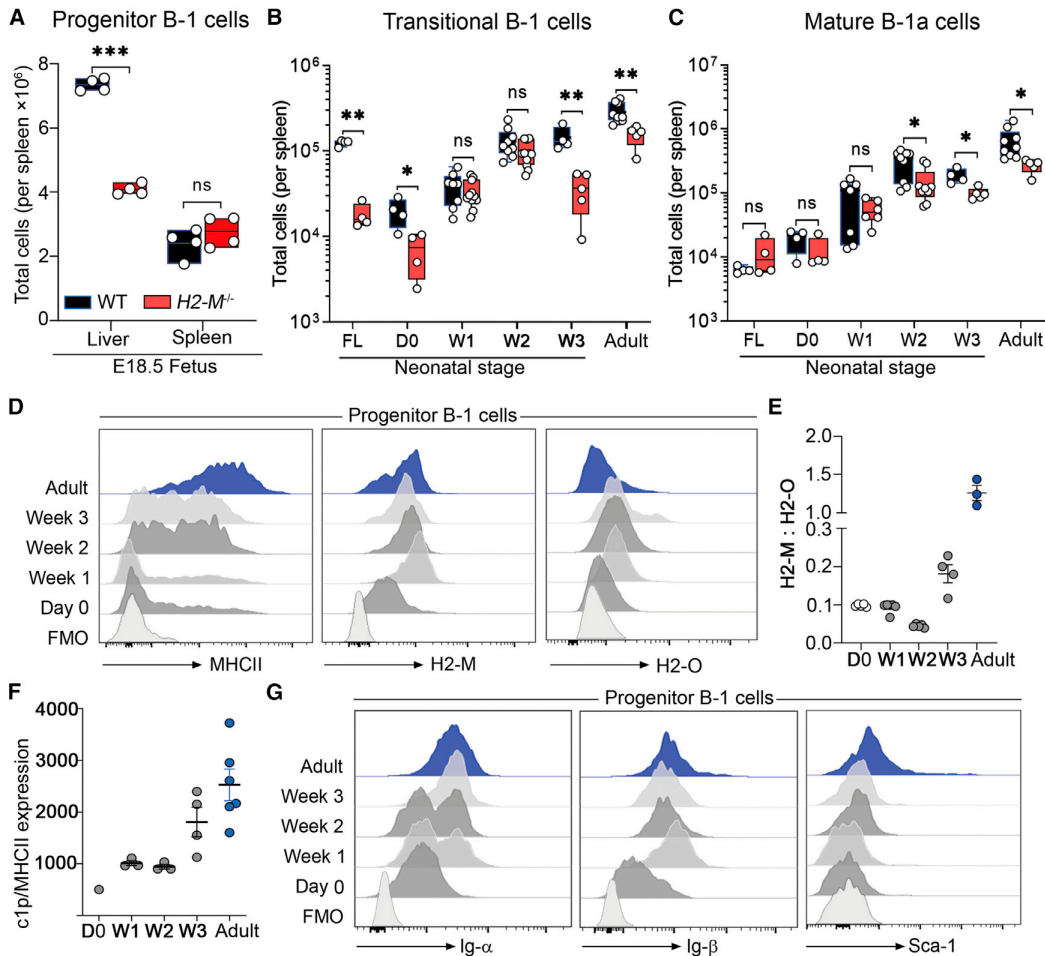 A
Progenitor B-1 cells
Total cells (per spleen ×10⁶)
8
6
4
2
0
***
ns
WT
H2-M-/-
Liver
Spleen
E18.5 Fetus
B
Transitional B-1 cells
Total cells (per spleen)
10⁶
10⁵
10⁴
10³
**
*
ns
ns
**
**
FL
D0
W1
W2
W3
Adult
Neonatal stage
C
Mature B-1a cells
Total cells (per spleen)
10⁷
10⁶
10⁵
10⁴
10³
ns
ns
ns
*
*
*
FL
D0
W1
W2
W3
Adult
Neonatal stage
D
Progenitor B-1 cells
Adult
Week 3
Week 2
Week 1
Day 0
FMO
MHCII
H2-M
H2-O
E
H2-M : H2-O
2.0
1.5
1.0
0.3
0.2
0.1
0.0
D0
W1
W2
W3
Adult
F
c1p/MHCII expression
4000
3000
2000
1000
D0
W1
W2
W3
Adult
G
Progenitor B-1 cells
Adult
Week 3
Week 2
Week 1
Day 0
FMO
Ig-α
Ig-β
Sca-1